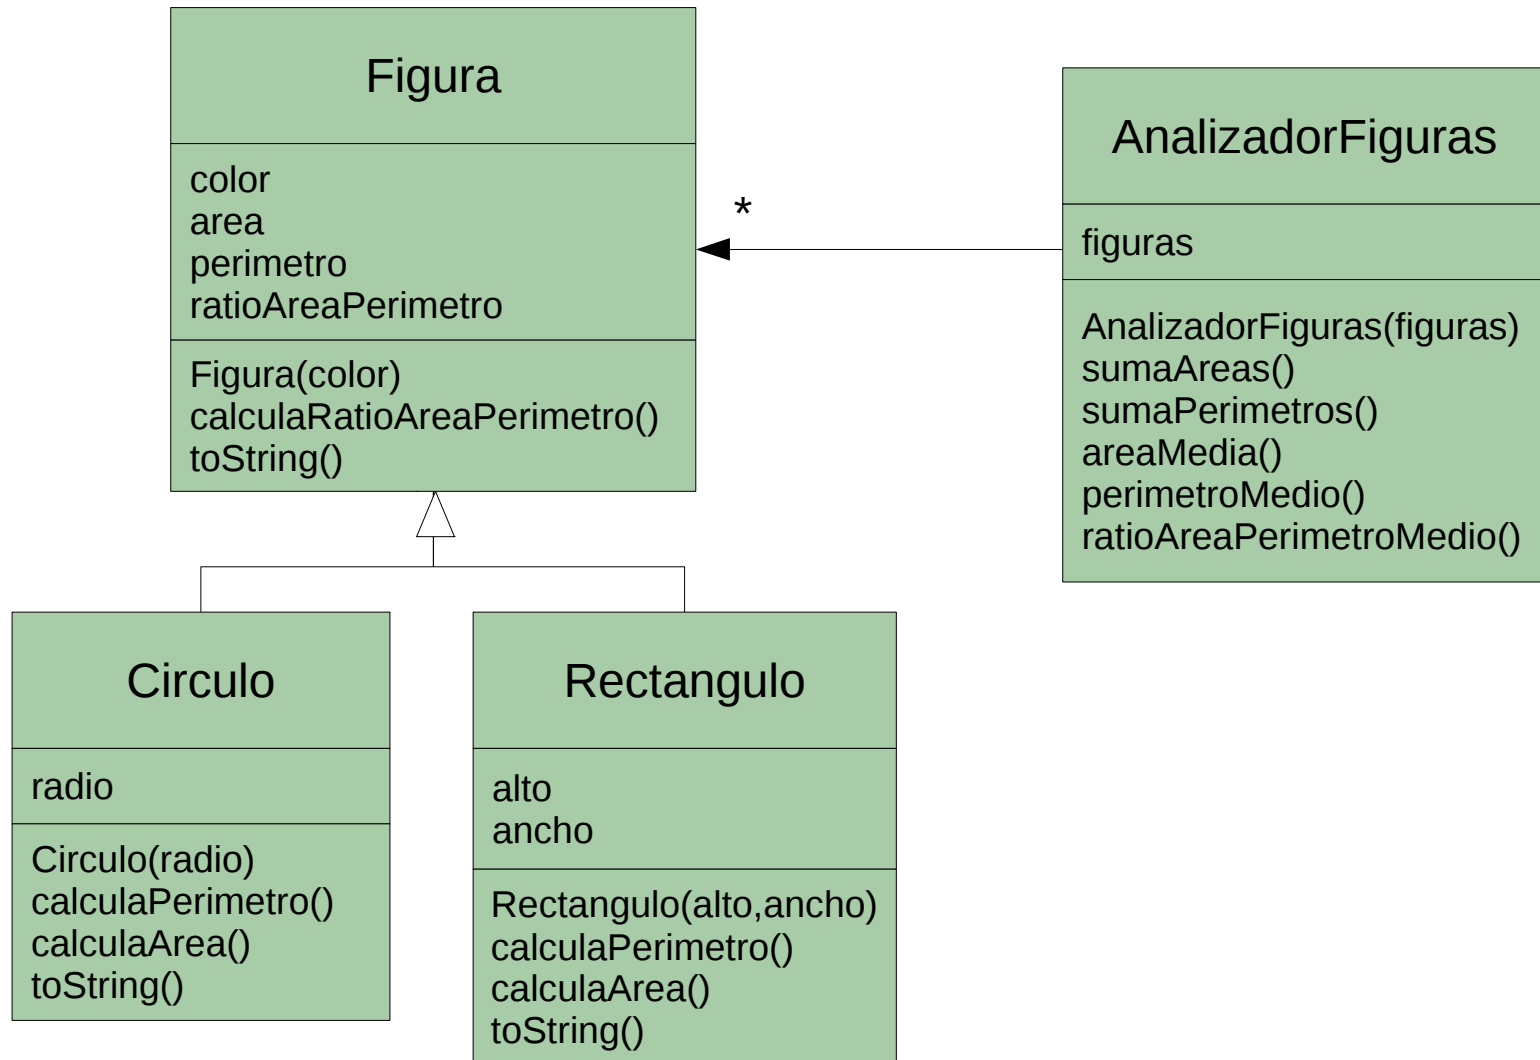 Figura
color
area
perimetro
ratioAreaPerimetro
Figura(color)
calculaRatioAreaPerimetro()
toString()
*
AnalizadorFiguras
figuras
AnalizadorFiguras(figuras)
sumaAreas()
sumaPerimetros()
areaMedia()
perimetroMedio()
ratioAreaPerimetroMedio()
Circulo
radio
Circulo(radio)
calculaPerimetro()
calculaArea()
toString()
Rectangulo
alto
ancho
Rectangulo(alto,ancho)
calculaPerimetro()
calculaArea()
toString()